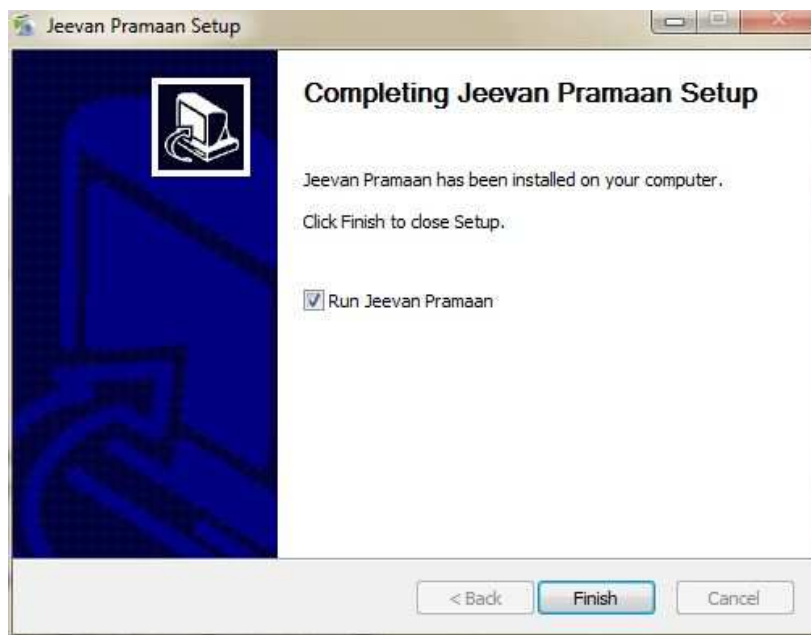 Jeevan Pramaan Setup
Completing Jeevan Pramaan Setup
Jeevan Pramaan has been installed on your computer.
Click Finish to close Setup.
Run Jeevan Pramaan
< Back Finish Cancel